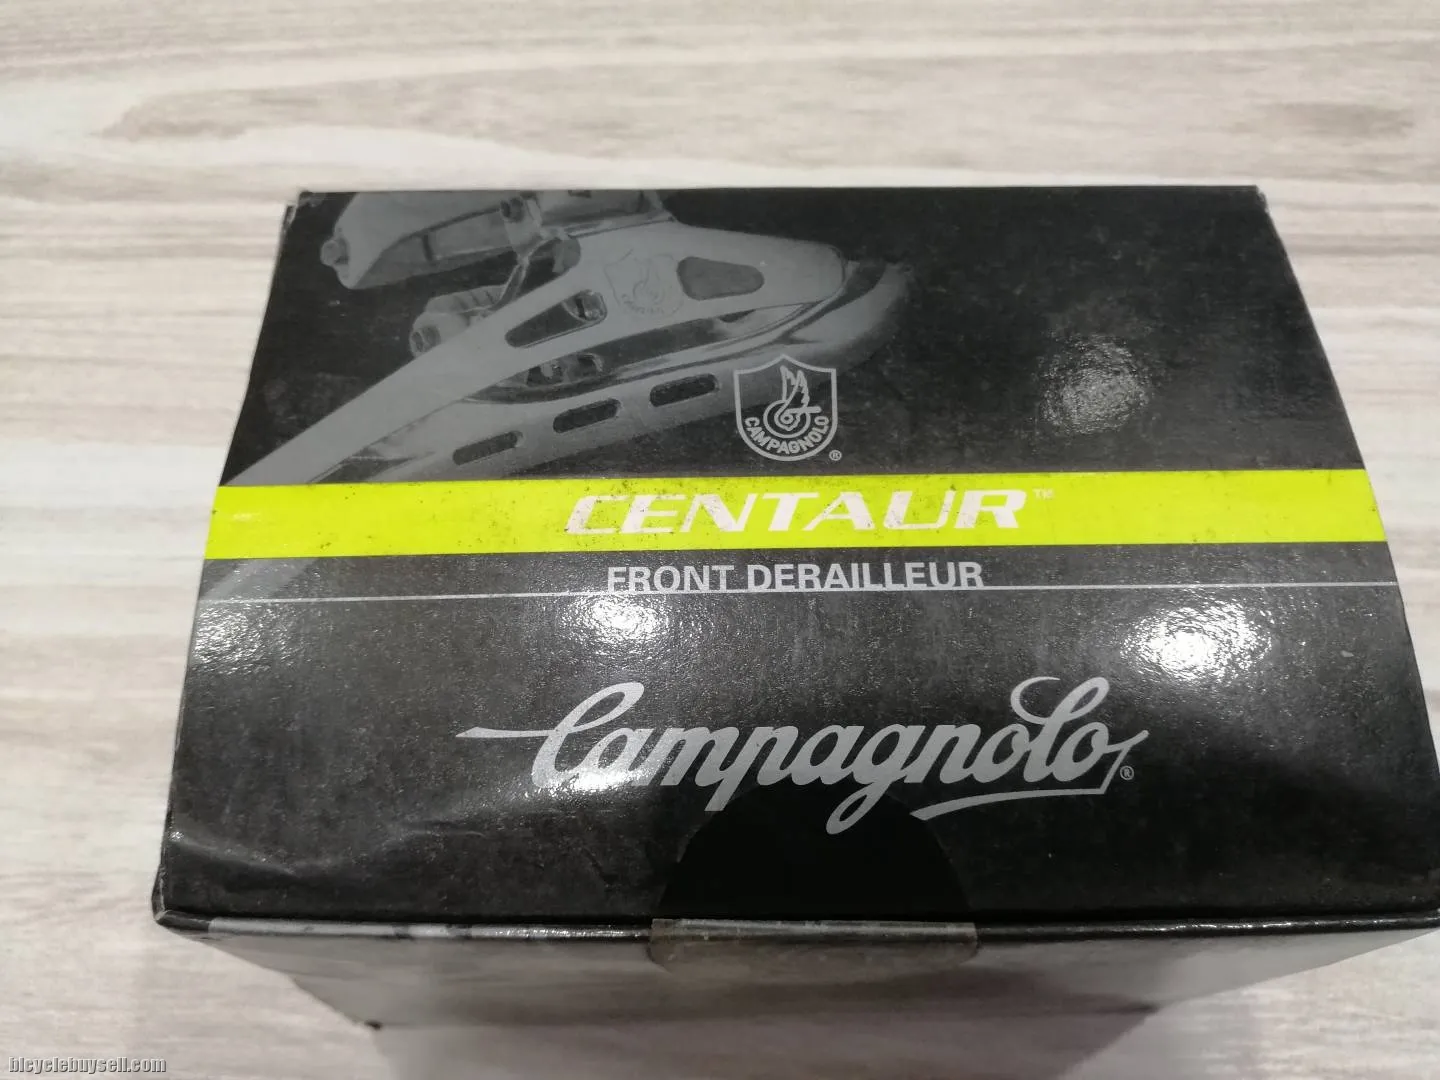 CAMPAGNOLO ®
CENTAUR™
FRONT DERAILLEUR
Campagnolo ®
bicyclebuysell.com